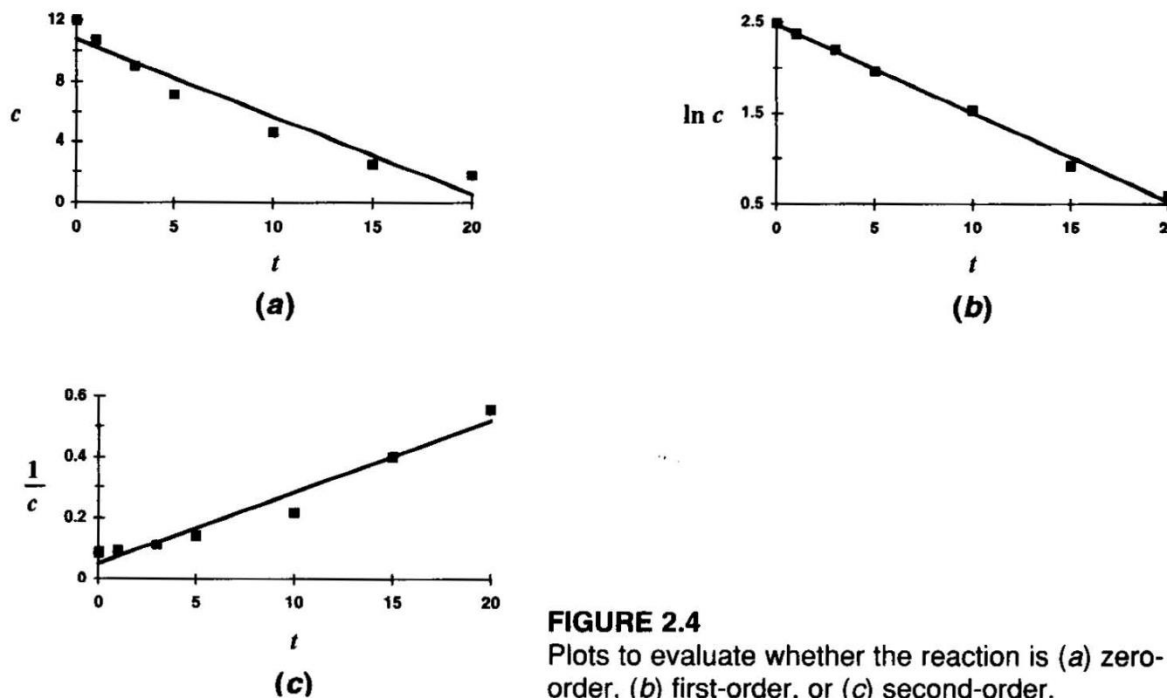 12
8
c
4
0
0 5 10 15 20
t
(a)
2.5
ln c
1.5
0.5
0 5 10 15 2
t
(b)
0.6
0.4
1
c
0.2
0
0 5 10 15 20
t
(c)
FIGURE 2.4
Plots to evaluate whether the reaction is (a) zero-
order, (b) first-order, or (c) second-order.